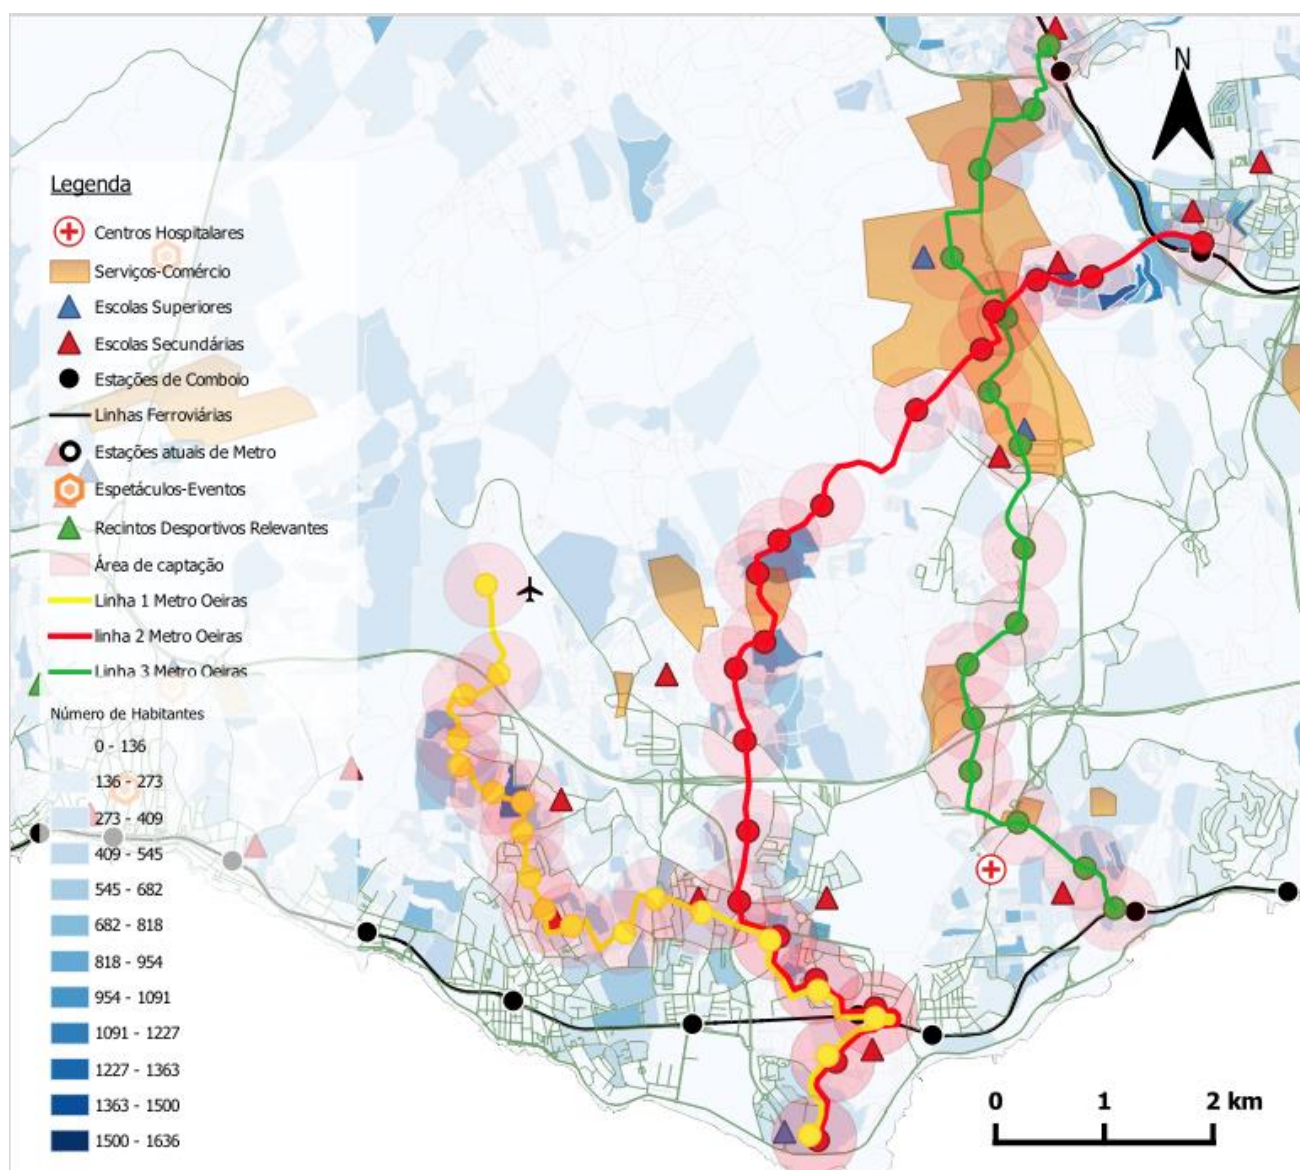 N
Legenda
Centros Hospitalares
Serviços-Comércio
Escolas Superiores
Escolas Secundárias
Estações de Comboio
Linhas Ferroviárias
Estações atuais de Metro
Espetáculos-Eventos
Recintos Desportivos Relevantes
Área de captação
Linha 1 Metro Oeiras
linha 2 Metro Oeiras
Linha 3 Metro Oeiras
Número de Habitantes
0 - 136
136 - 273
273 - 409
409 - 545
545 - 682
682 - 818
818 - 954
954 - 1091
1091 - 1227
1227 - 1363
1363 - 1500
1500 - 1636
0 1 2 km